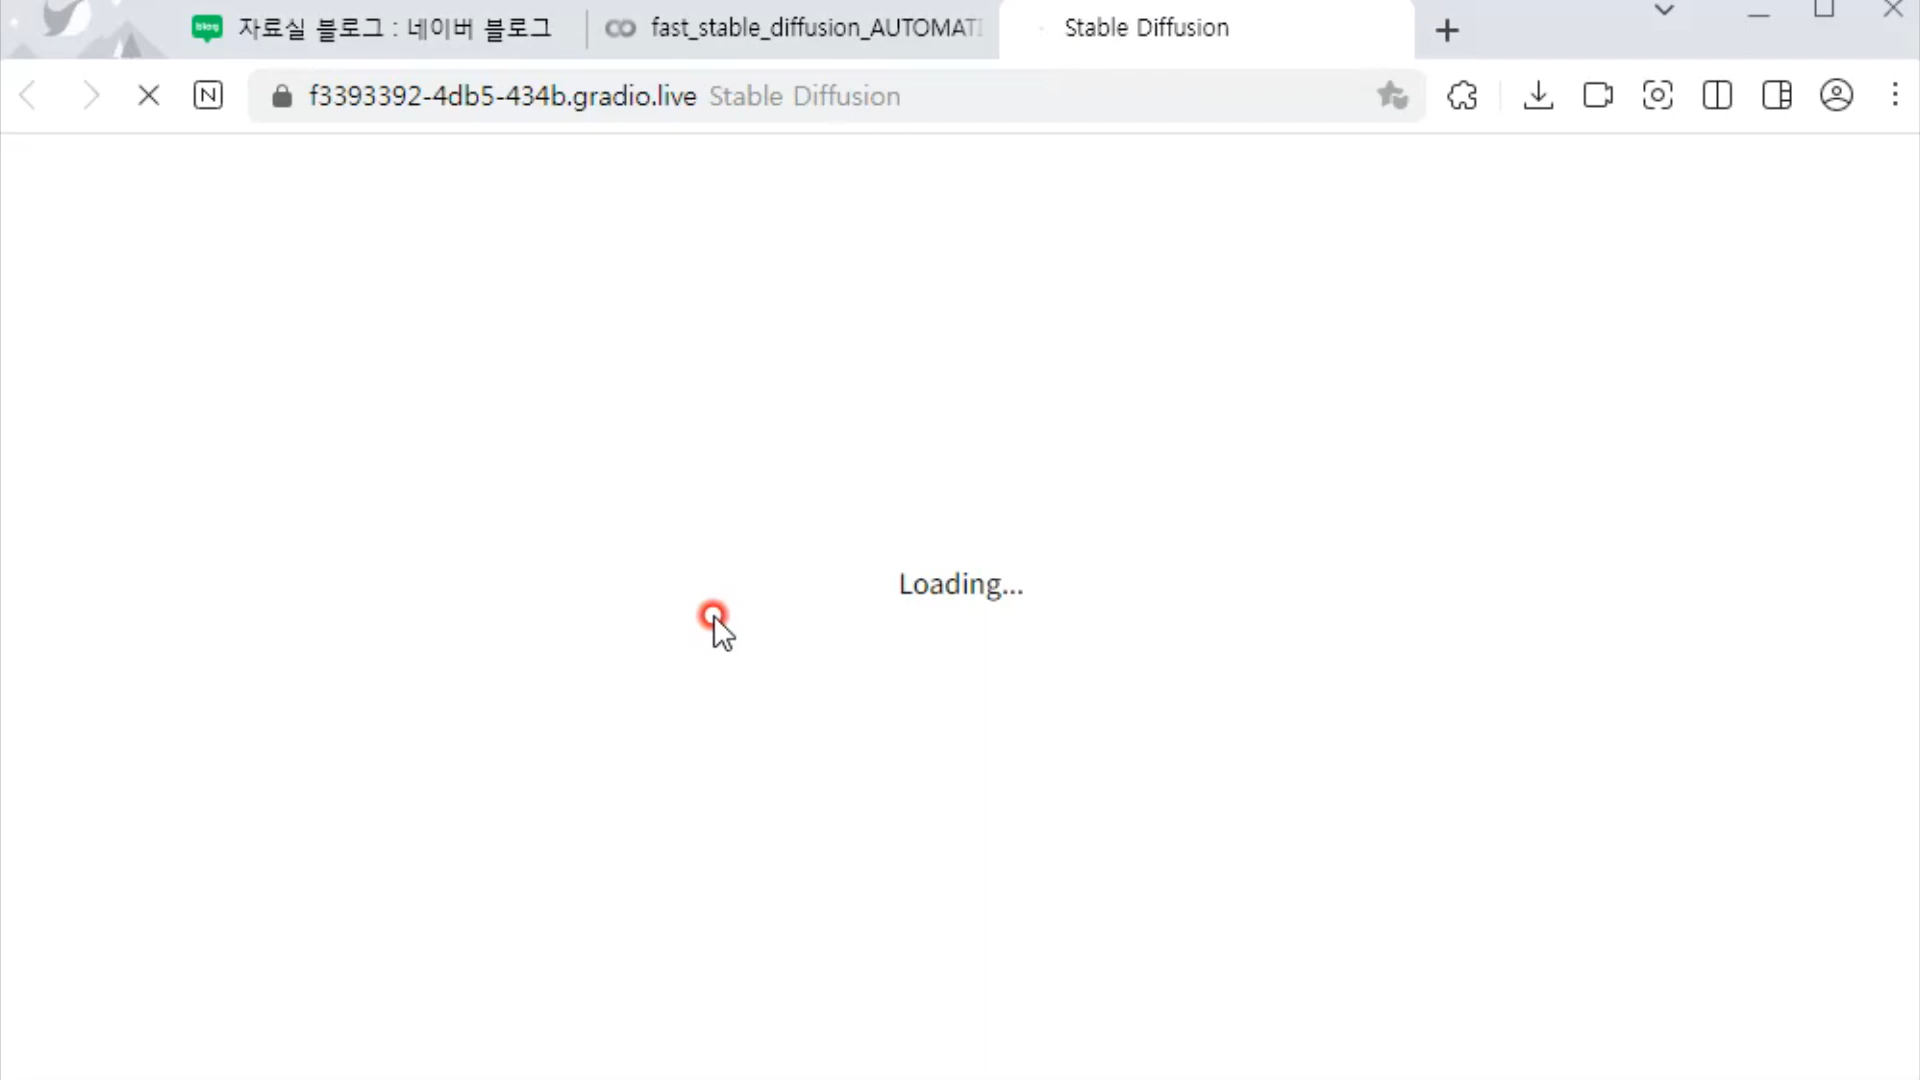 blog 자료실 블로그 : 네이버 블로그
fast_stable_diffusion_AUTOMATI
Stable Diffusion
N
f3393392-4db5-434b.gradio.live Stable Diffusion
Loading...